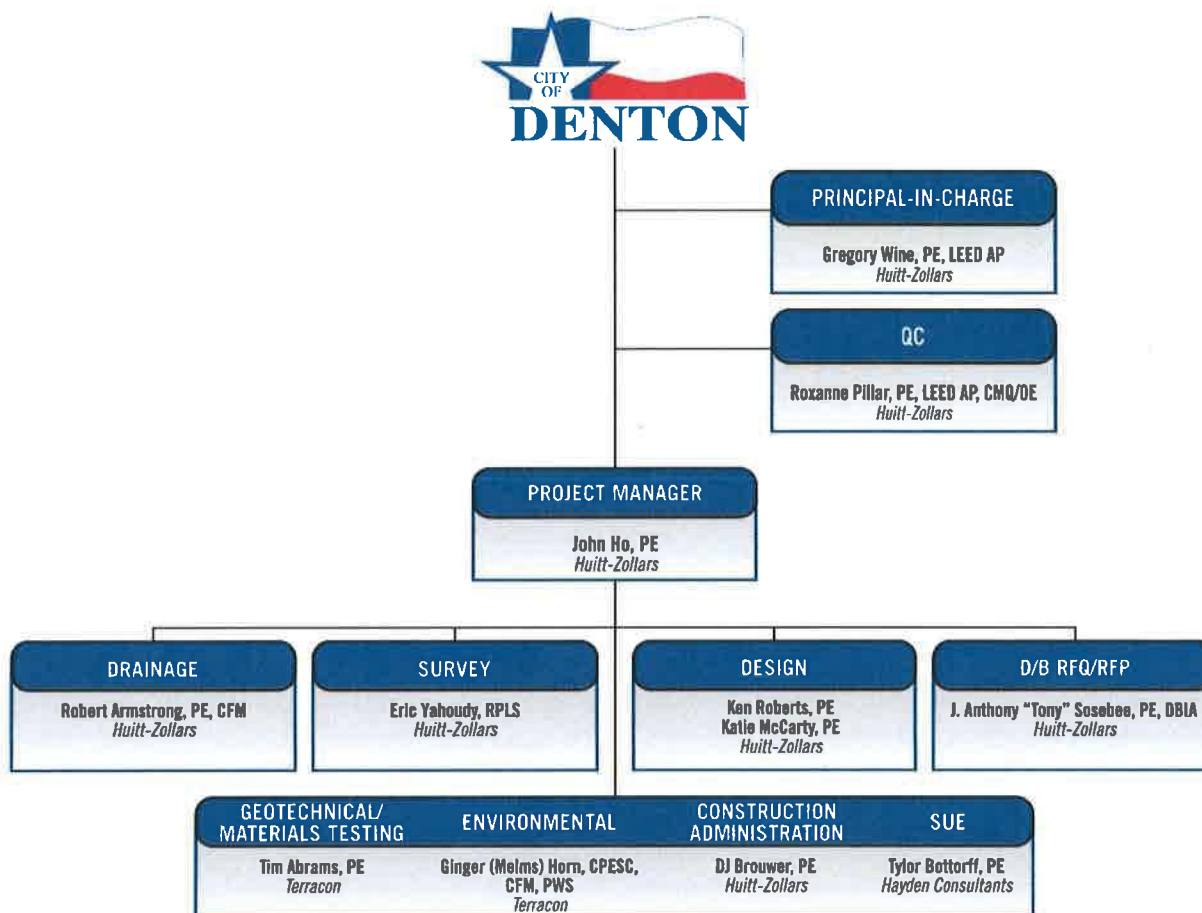 CITY
OF
DENTON
PRINCIPAL-IN-CHARGE
Gregory Wine, PE, LEED AP
Huitt-Zollars
QC
Roxanne Pillar, PE, LEED AP, CMQ/OE
Huitt-Zollars
PROJECT MANAGER
John Ho, PE
Huitt-Zollars
DRAINAGE
Robert Armstrong, PE, CFM
Huitt-Zollars
SURVEY
Eric Yahoudy, RPLS
Huitt-Zollars
DESIGN
Ken Roberts, PE
Katie McCarty, PE
Huitt-Zollars
D/B RFQ/RFP
J. Anthony "Tony" Sosebee, PE, DBIA
Huitt-Zollars
GEOTECHNICAL/
MATERIALS TESTING
Tim Abrams, PE
Terracon
ENVIRONMENTAL
Ginger (Melms) Horn, CPESC,
CFM, PWS
Terracon
CONSTRUCTION
ADMINISTRATION
DJ Brouwer, PE
Huitt-Zollars
SUE
Tylor Bottorff, PE
Hayden Consultants